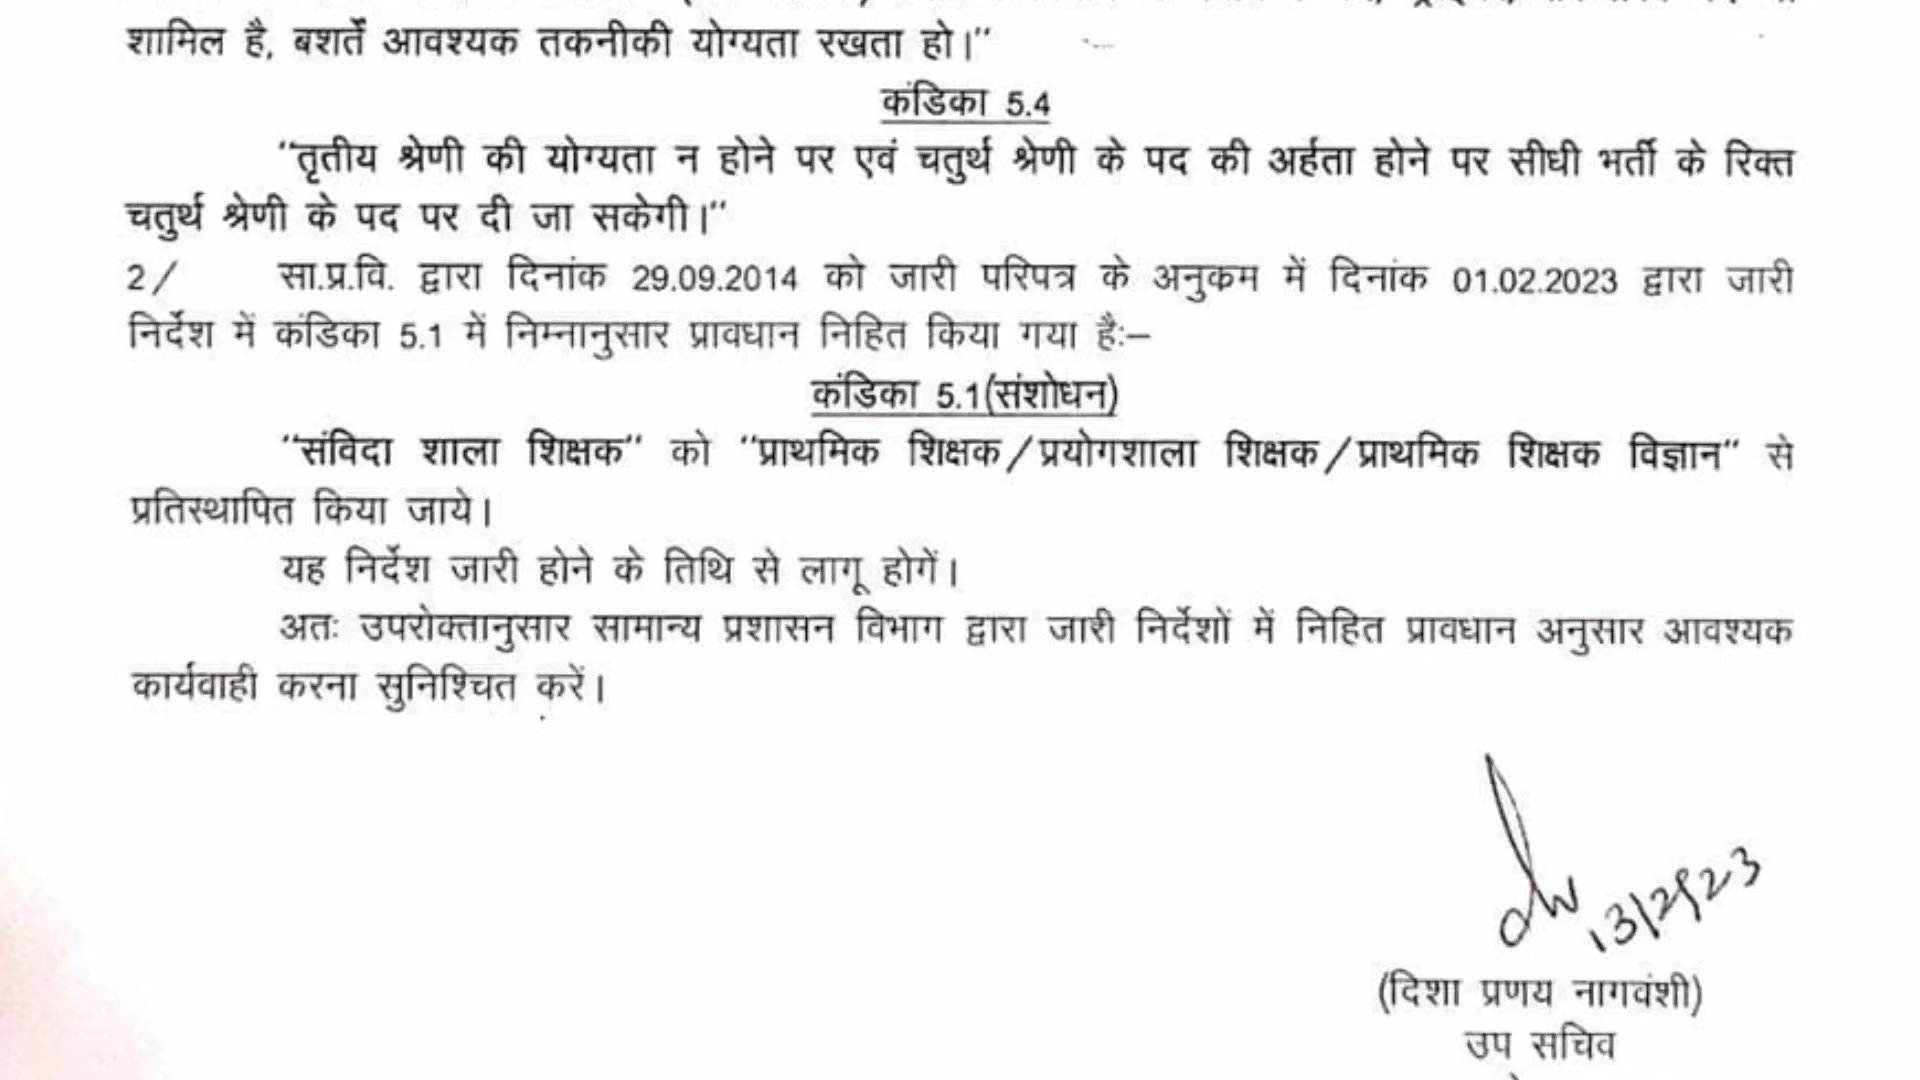 शामिल है, बशर्ते आवश्यक तकनीकी योग्यता रखता हो।"
कंडिका 5.4
"तृतीय श्रेणी की योग्यता न होने पर एवं चतुर्थ श्रेणी के पद की अर्हता होने पर सीधी भर्ती के रिक्त
चतुर्थ श्रेणी के पद पर दी जा सकेगी।"
2/ सा.प्र.वि. द्वारा दिनांक 29.09.2014 को जारी परिपत्र के अनुकम में दिनांक 01.02.2023 द्वारा जारी
निर्देश में कंडिका 5.1 में निम्नानुसार प्रावधान निहित किया गया है:–
कंडिका 5.1(संशोधन)
"संविदा शाला शिक्षक" को "प्राथमिक शिक्षक/प्रयोगशाला शिक्षक/प्राथमिक शिक्षक विज्ञान" से
प्रतिस्थापित किया जाये।
यह निर्देश जारी होने के तिथि से लागू होगें।
अतः उपरोक्तानुसार सामान्य प्रशासन विभाग द्वारा जारी निर्देशों में निहित प्रावधान अनुसार आवश्यक
कार्यवाही करना सुनिश्चित करें।
(दिशा प्रणय नागवंशी)
उप सचिव